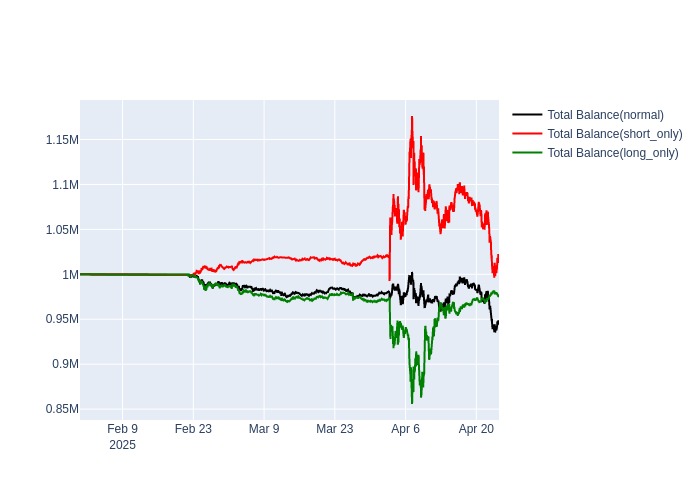 Total Balance(normal)
Total Balance(short_only)
Total Balance(long_only)
1.15M
1.1M
1.05M
1M
0.95M
0.9M
0.85M
Feb 9
2025
Feb 23
Mar 9
Mar 23
Apr 6
Apr 20